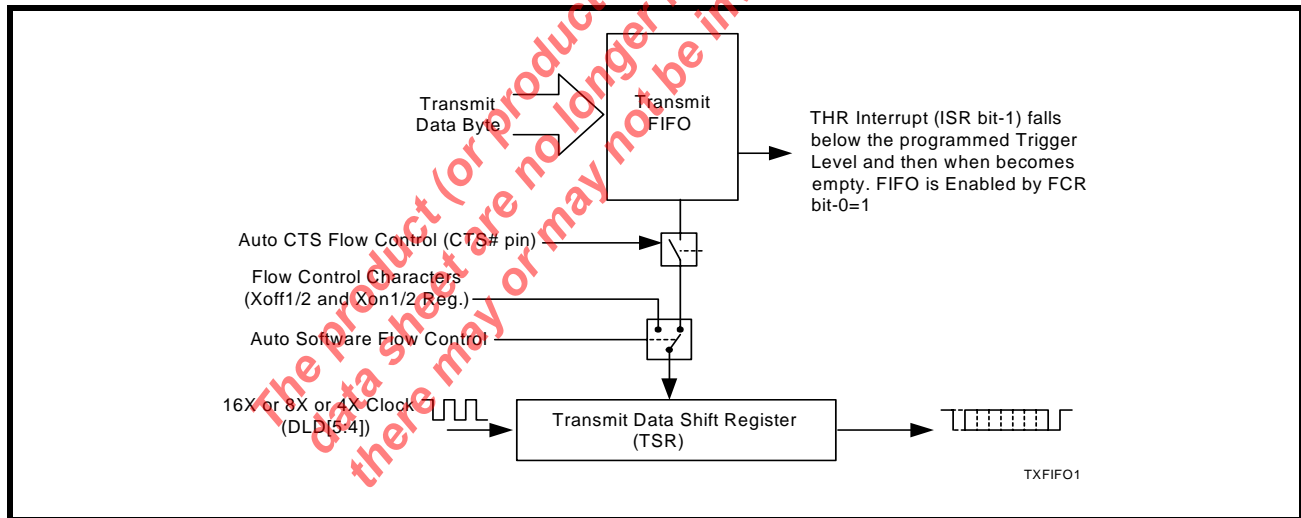 Transmit
Data Byte
Transmit
FIFO
THR Interrupt (ISR bit-1) falls
below the programmed Trigger
Level and then when becomes
empty. FIFO is Enabled by FCR
bit-0=1
Auto CTS Flow Control (CTS# pin)
Flow Control Characters
(Xoff1/2 and Xon1/2 Reg.)
Auto Software Flow Control
16X or 8X or 4X Clock
(DLD[5:4])
Transmit Data Shift Register
(TSR)
TXFIFO1
The product (or product
data sheet are no longer
there may or may not be